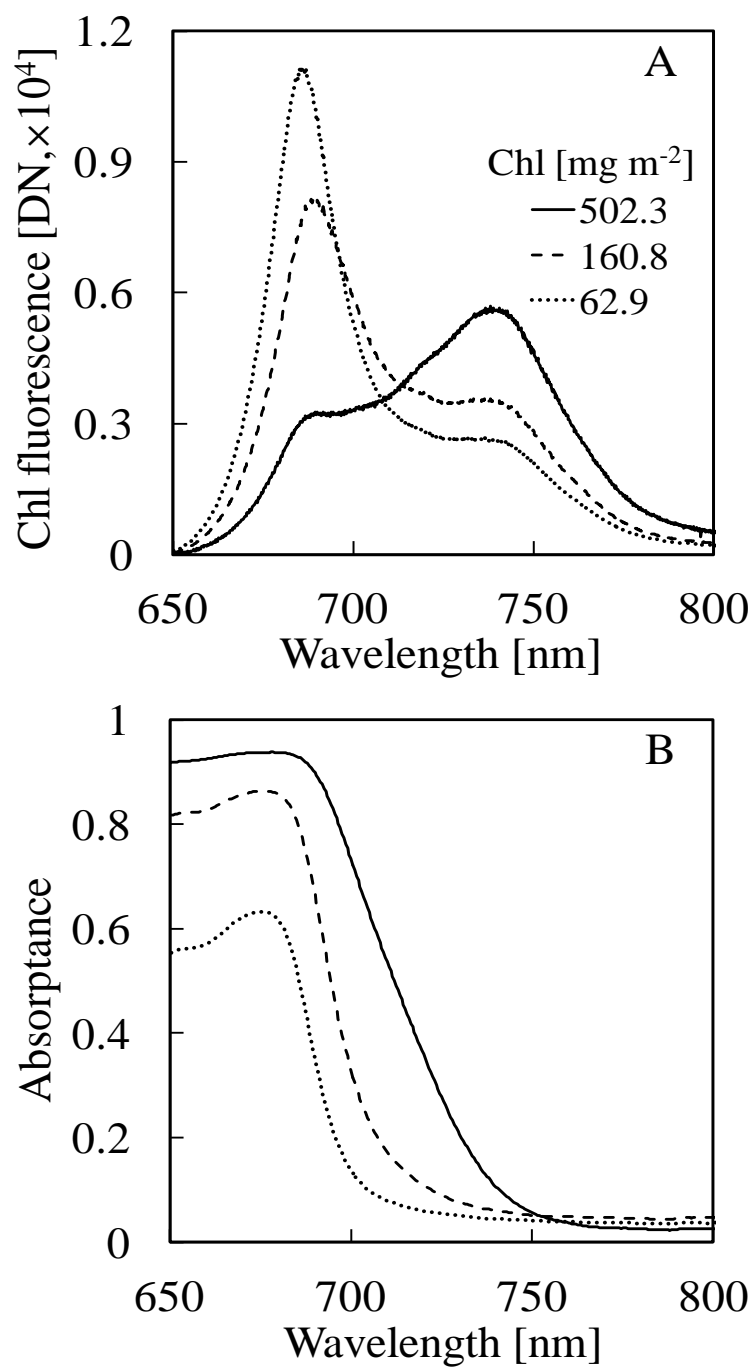 1.2
A
0.9
Chl [mg m-2]
502.3
160.8
0.6
62.9
0.3
0
650 700 750 800
Wavelength [nm]
Chl fluorescence [DN,×10⁴]
1
B
0.8
0.6
0.4
0.2
0
650 700 750 800
Wavelength [nm]
Absorptance